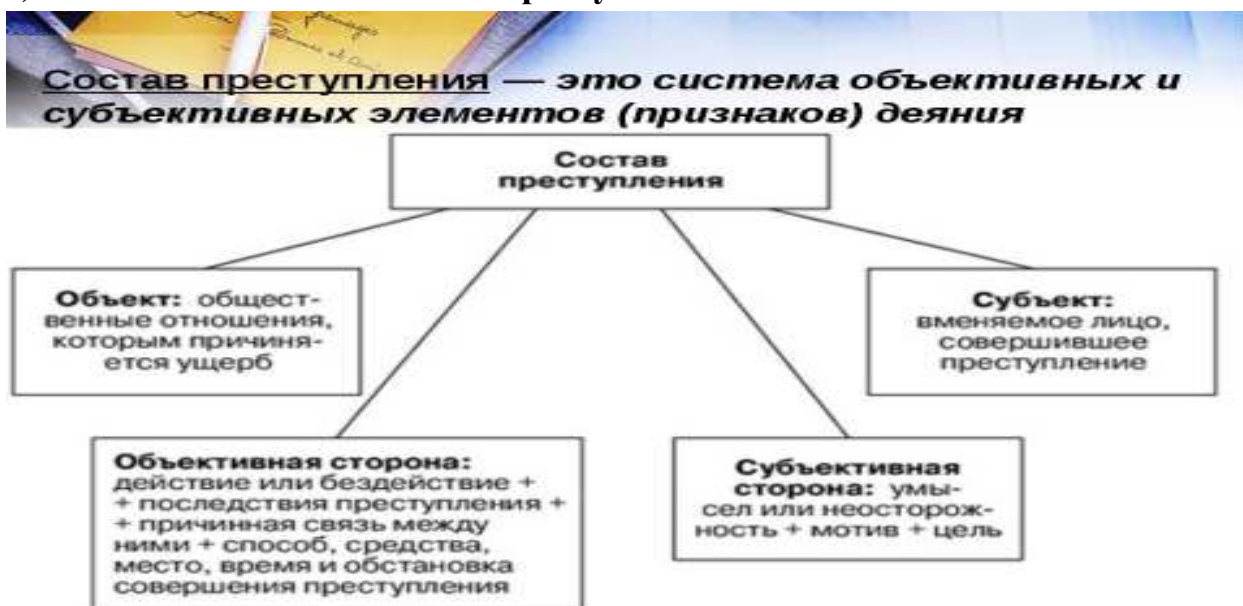 Состав преступления — это система объективных и
субъективных элементов (признаков) деяния
Состав
преступления
Объект: общест-
венные отношения,
которым причиня-
ется ущерб
Субъект:
вменяемое лицо,
совершившее
преступление
Объективная сторона:
действие или бездействие +
+ последствия преступления +
+ причинная связь между
ними + способ, средства,
место, время и обстановка
совершения преступления
Субъективная
сторона: умы-
сел или неосторож-
ность + мотив + цель